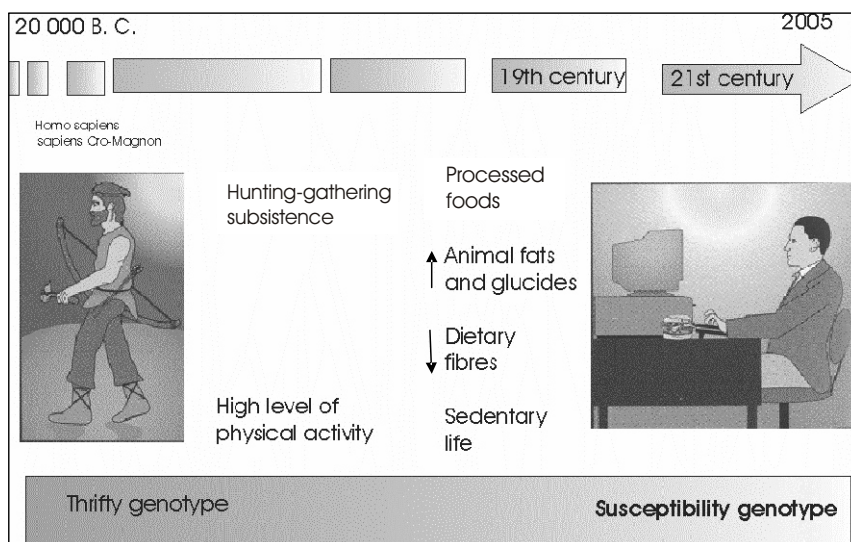 20 000 B. C.
2005
19th century
21st century
Homo sapiens
sapiens Cro-Magnon
Hunting-gathering
subsistence
High level of
physical activity
Processed
foods
Animal fats
and glucides
Dietary
fibres
Sedentary
life
Thrifty genotype
Susceptibility genotype